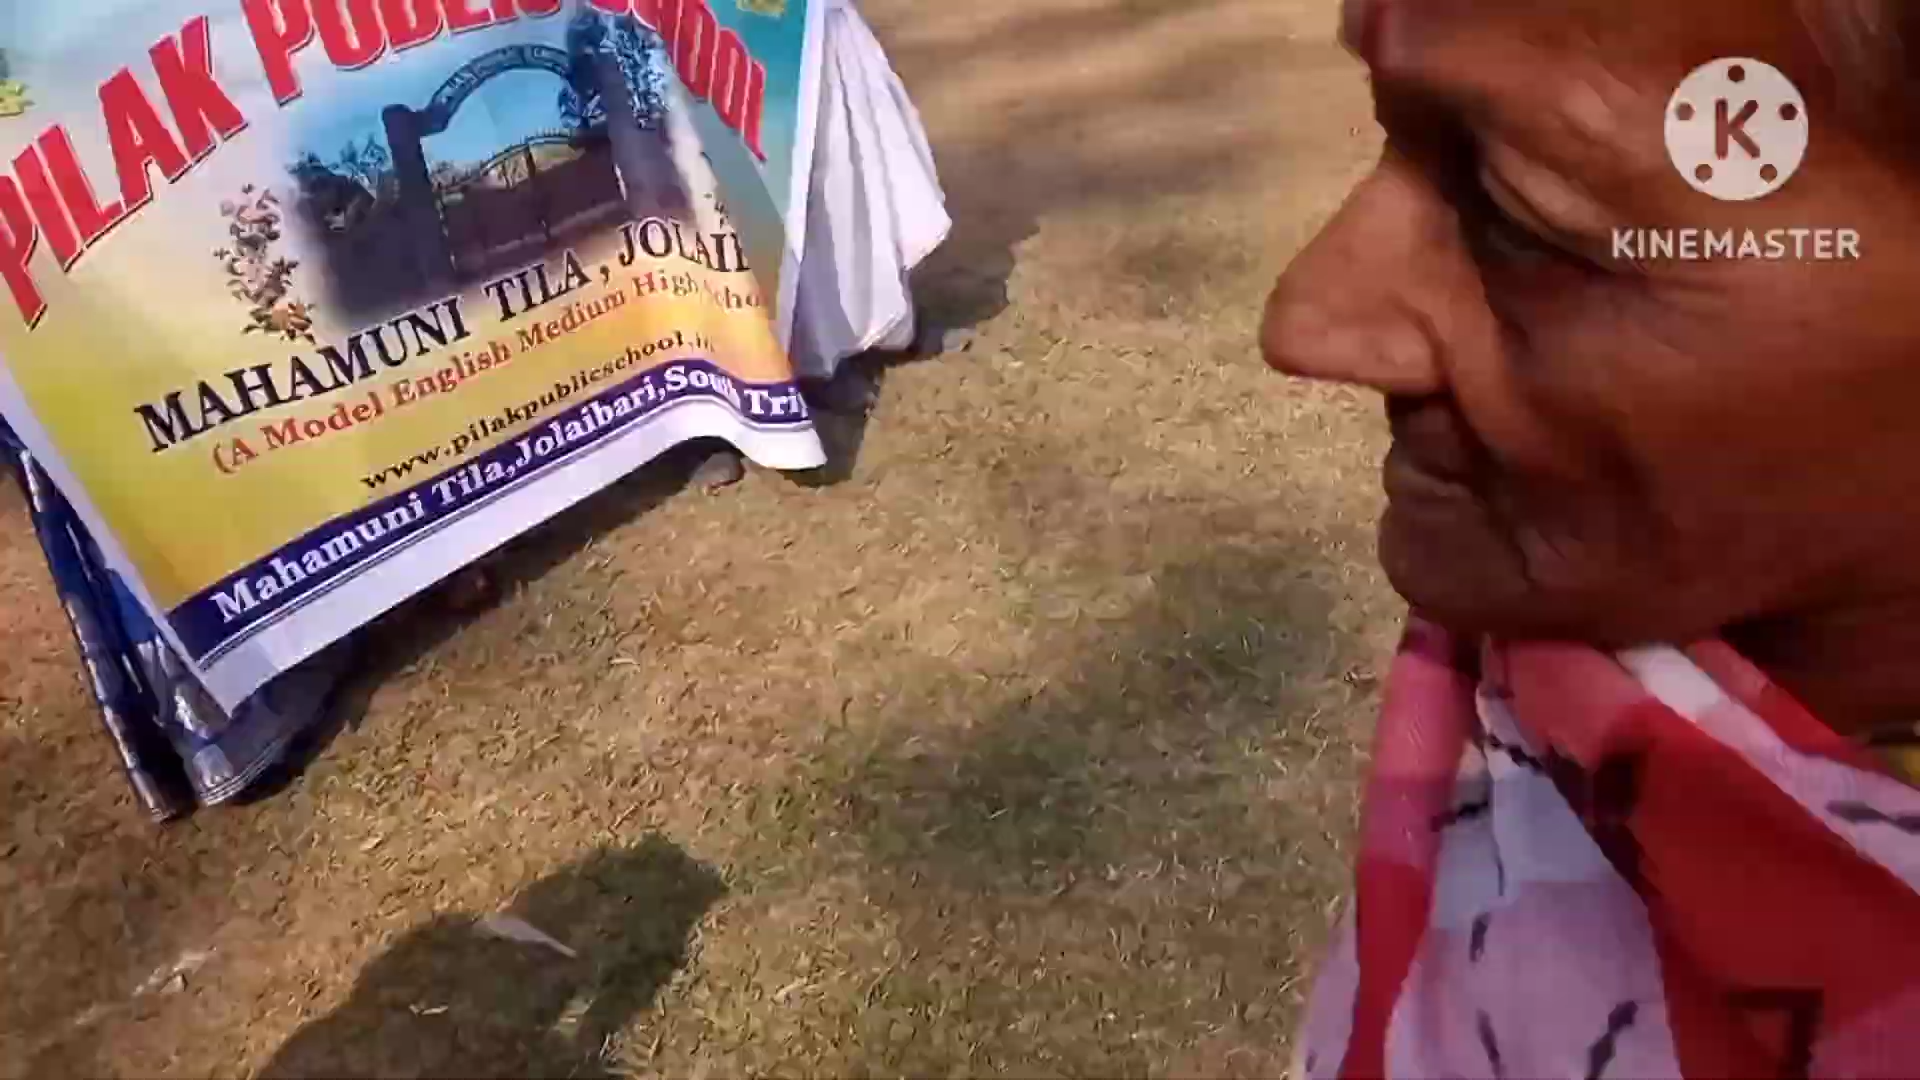 PILAK PUBLIC SCHOOL
MAHAMUNI TILA, JOLAIB
(A Model English Medium High School
www.pilakpublicschool.in
Mahamuni Tila, Jolaibari, South Trip
K
KINEMASTER